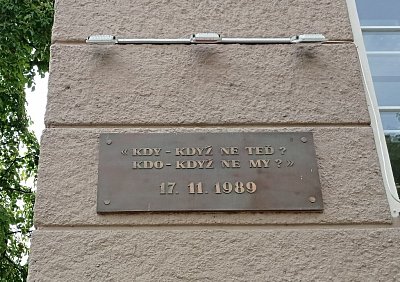 « KDY - KDYŽ NE TEĎ?
KDO - KDYŽ NE MY? »
17. 11. 1989